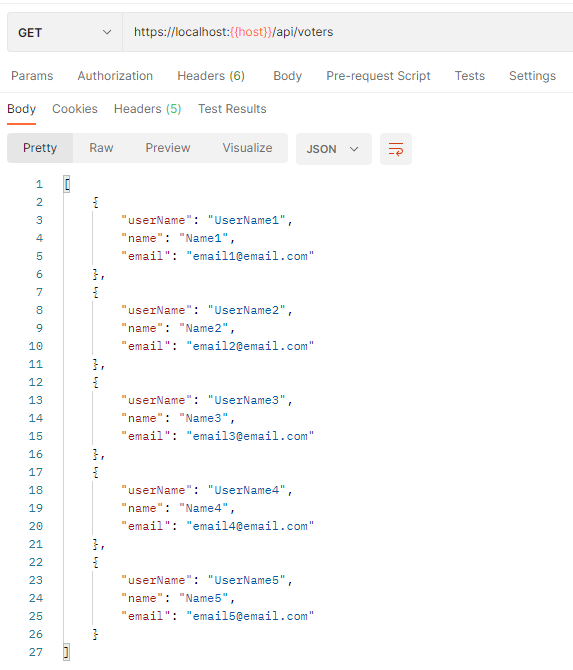 GET https://localhost:{{host}}/api/voters
Params Authorization Headers (6) Body Pre-request Script Tests Settings
Body Cookies Headers (5) Test Results
Pretty Raw Preview Visualize JSON
1 [
2 {
3 "userName": "UserName1",
4 "name": "Name1",
5 "email": "email1@email.com"
6 },
7 {
8 "userName": "UserName2",
9 "name": "Name2",
10 "email": "email2@email.com"
11 },
12 {
13 "userName": "UserName3",
14 "name": "Name3",
15 "email": "email3@email.com"
16 },
17 {
18 "userName": "UserName4",
19 "name": "Name4",
20 "email": "email4@email.com"
21 },
22 {
23 "userName": "UserName5",
24 "name": "Name5",
25 "email": "email5@email.com"
26 }
27 ]